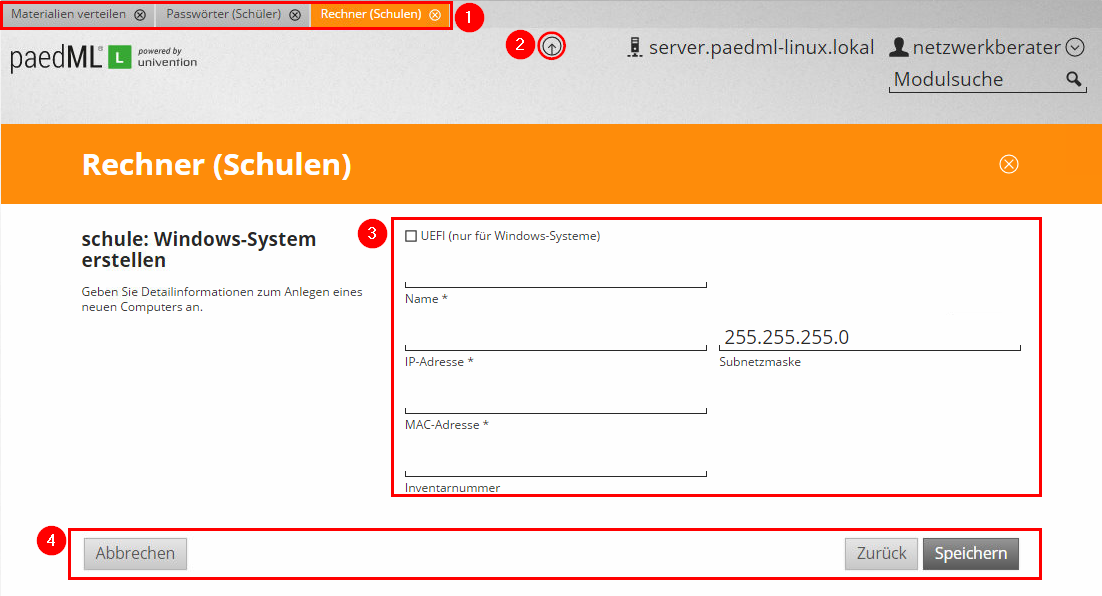 Materialien verteilen
Passwörter (Schüler)
Rechner (Schulen)
1
paedML® L powered by
univention
2
server.paedml-linux.lokal
netzwerkberater
Modulsuche
Rechner (Schulen)
schule: Windows-System
erstellen
Geben Sie Detailinformationen zum Anlegen eines
neuen Computers an.
3
UEFI (nur für Windows-Systeme)
Name *
255.255.255.0
IP-Adresse *
Subnetzmaske
MAC-Adresse *
Inventarnummer
4
Abbrechen
Zurück
Speichern